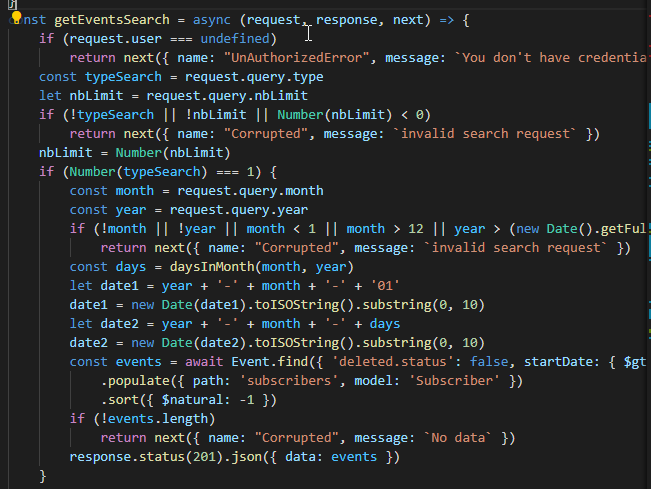 }
nst getEventsSearch = async (request, response, next) => {
if (request.user === undefined)
return next({ name: "UnAuthorizedError", message: `You don't have credentia
const typeSearch = request.query.type
let nbLimit = request.query.nbLimit
if (!typeSearch || !nbLimit || Number(nbLimit) < 0)
return next({ name: "Corrupted", message: `invalid search request` })
nbLimit = Number(nbLimit)
if (Number(typeSearch) === 1) {
const month = request.query.month
const year = request.query.year
if (!month || !year || month < 1 || month > 12 || year > (new Date().getFul
return next({ name: "Corrupted", message: `invalid search request` })
const days = daysInMonth(month, year)
let date1 = year + '-' + month + '-' + '01'
date1 = new Date(date1).toISOString().substring(0, 10)
let date2 = year + '-' + month + '-' + days
date2 = new Date(date2).toISOString().substring(0, 10)
const events = await Event.find({ 'deleted.status': false, startDate: { $gt
.populate({ path: 'subscribers', model: 'Subscriber' })
.sort({ $natural: -1 })
if (!events.length)
return next({ name: "Corrupted", message: `No data` })
response.status(201).json({ data: events })
}